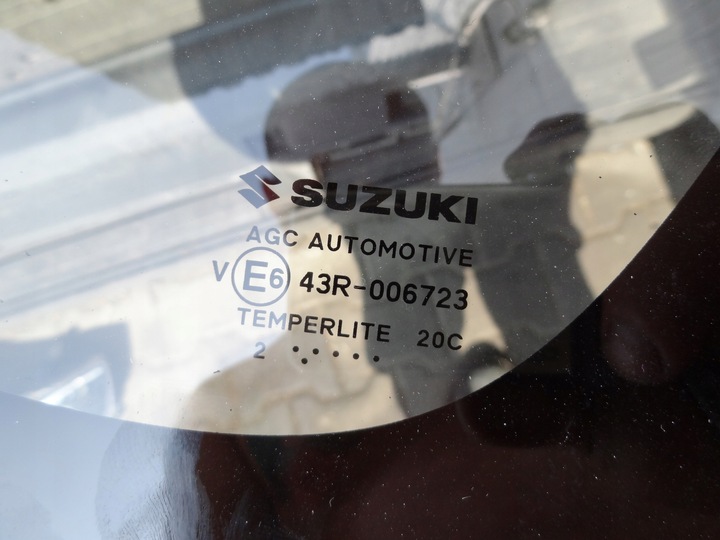 SUZUKI
AGC AUTOMOTIVE
V E6 43R-006723
TEMPERLITE 20C
2